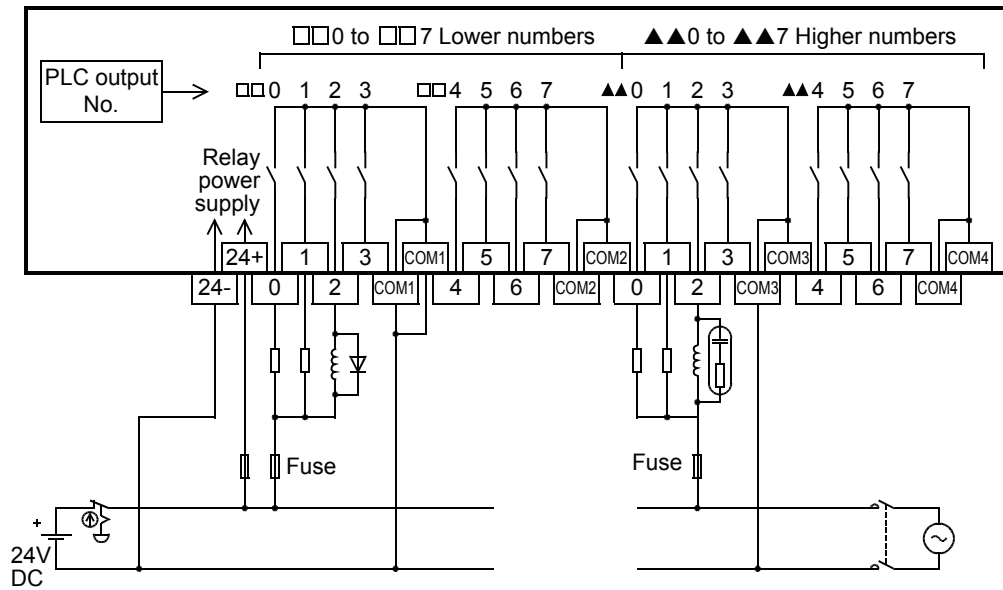 □□0 to □□7 Lower numbers ▲▲0 to ▲▲7 Higher numbers
PLC output
No.
□□0 1 2 3 □□4 5 6 7 ▲▲0 1 2 3 ▲▲4 5 6 7
Relay
power
supply
24+ 1 3 COM1 5 7 COM2 1 3 COM3 5 7 COM4
24- 0 2 COM1 4 6 COM2 0 2 COM3 4 6 COM4
Fuse Fuse
+
24V
DC